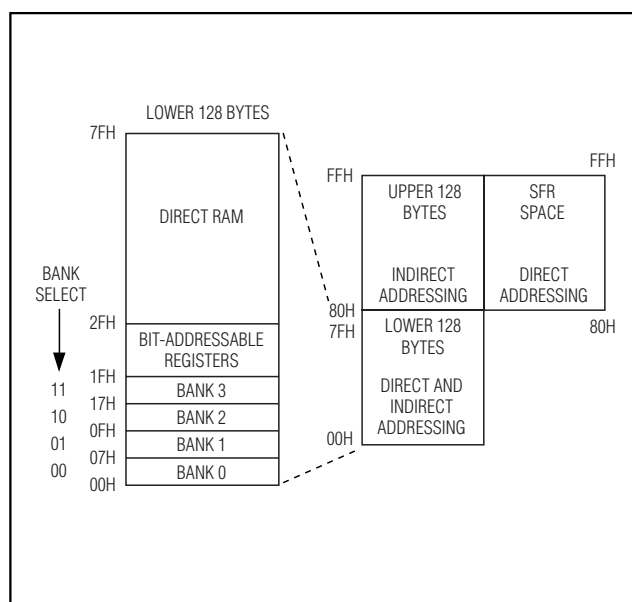 LOWER 128 BYTES
7FH
DIRECT RAM
BANK
SELECT
2FH
BIT-ADDRESSABLE
REGISTERS
1FH
11
BANK 3
17H
10
BANK 2
0FH
01
BANK 1
07H
00
BANK 0
00H
FFH
FFH
UPPER 128
BYTES
INDIRECT
ADDRESSING
SFR
SPACE
DIRECT
ADDRESSING
80H
80H
7FH
LOWER 128
BYTES
DIRECT AND
INDIRECT
ADDRESSING
00H